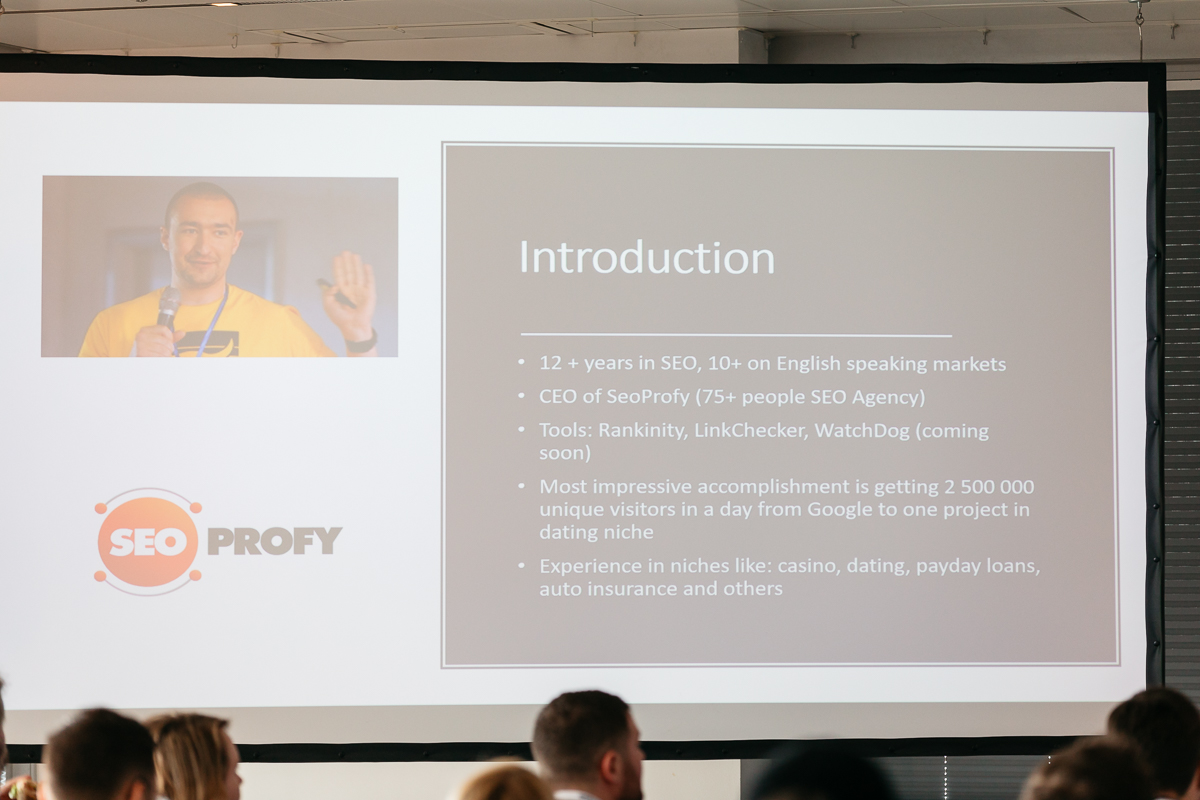 Introduction
• 12 + years in SEO, 10+ on English speaking markets
• CEO of SeoProfy (75+ people SEO Agency)
• Tools: Rankinity, LinkChecker, WatchDog (coming
soon)
• Most impressive accomplishment is getting 2 500 000
unique visitors in a day from Google to one project in
dating niche
• Experience in niches like: casino, dating, payday loans,
auto insurance and others
SEO PROFY